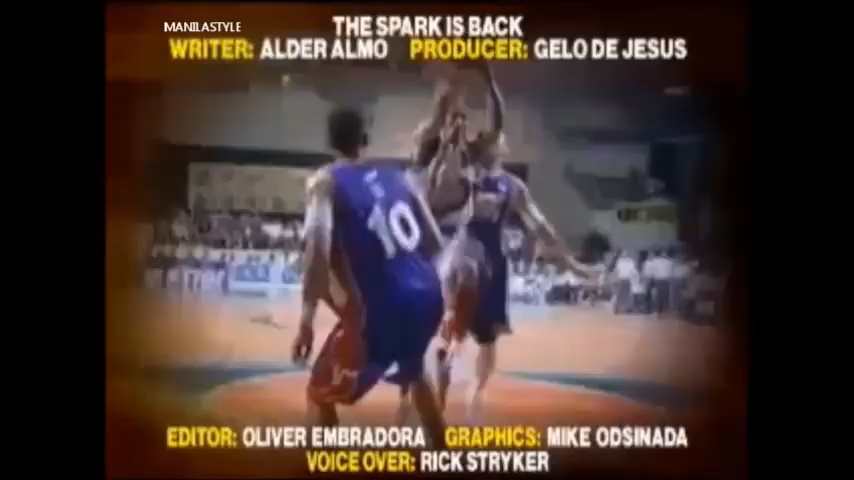 MANILASTYLE
THE SPARK IS BACK
WRITER: ALDER ALMO PRODUCER: GELO DE JESUS
10
EDITOR: OLIVER EMBRADORA GRAPHICS: MIKE ODSINADA
VOICE OVER: RICK STRYKER